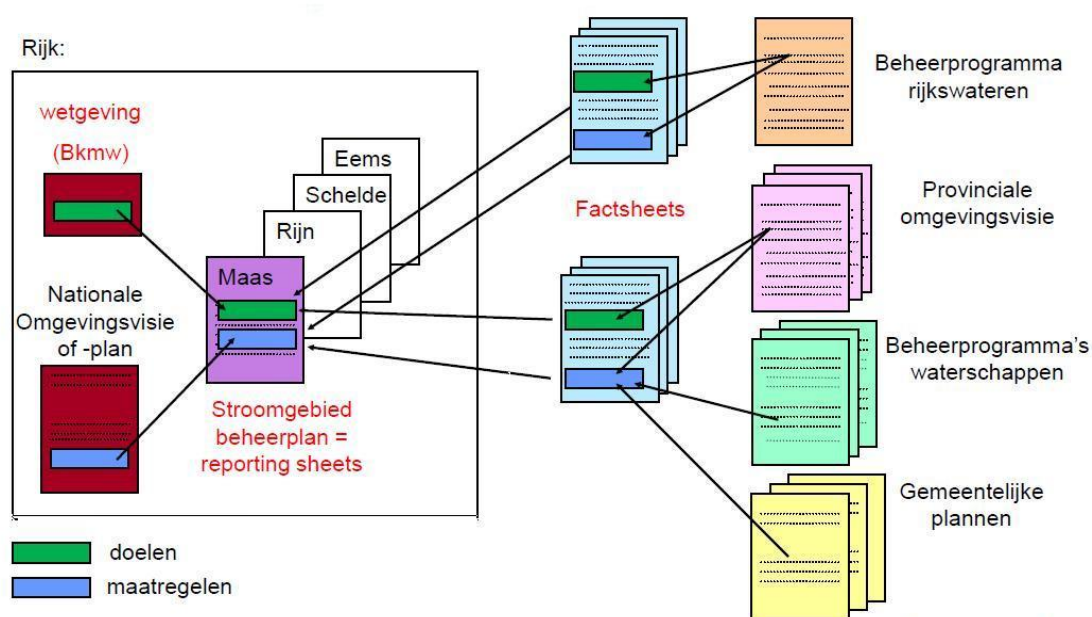 Rijk:
wetgeving
(Bkmw)
Eems
Schelde
Rijn
Maas
Nationale
Omgevingsvisie
of -plan
Stroomgebied
beheerplan =
reporting sheets
Factsheets
Beheerprogramma
rijkswateren
Provinciale
omgevingsvisie
Beheerprogramma's
waterschappen
Gemeentelijke
plannen
doelen
maatregelen